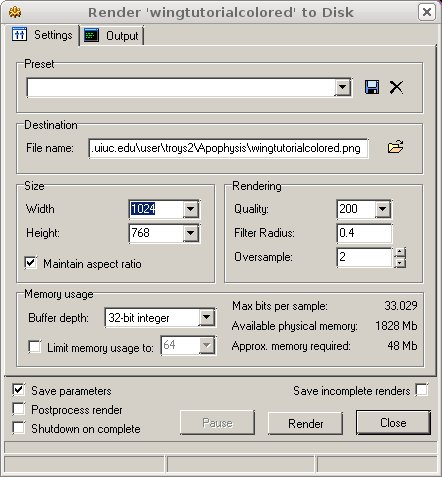 Render 'wingtutorialcolored' to Disk
Settings
Output
Preset
Destination
File name: .uiuc.edu\user\troys2\Apophysis\wingtutorialcolored.png
Size
Width 1024
Height: 768
Maintain aspect ratio
Rendering
Quality: 200
Filter Radius: 0.4
Oversample: 2
Memory usage
Buffer depth: 32-bit integer
Limit memory usage to: 64
Max bits per sample: 33.029
Available physical memory: 1828 Mb
Approx. memory required: 48 Mb
Save parameters
Postprocess render
Shutdown on complete
Save incomplete renders
Pause
Render
Close